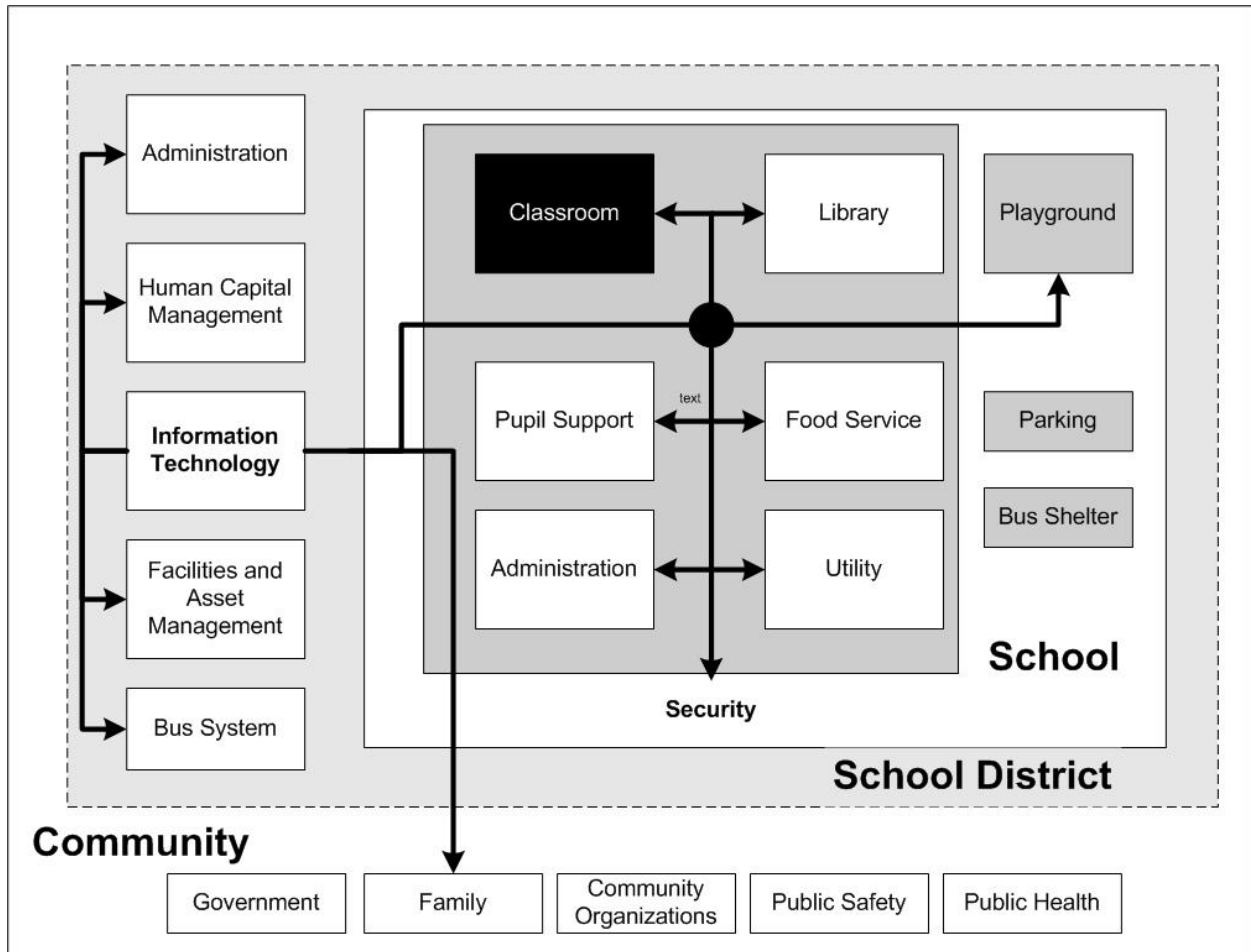 Administration
Human Capital
Management
Information
Technology
Facilities and
Asset
Management
Bus System
Classroom
Library
Playground
Pupil Support
text
Food Service
Parking
Bus Shelter
Administration
Utility
Security
School
School District
Community
Government
Family
Community
Organizations
Public Safety
Public Health